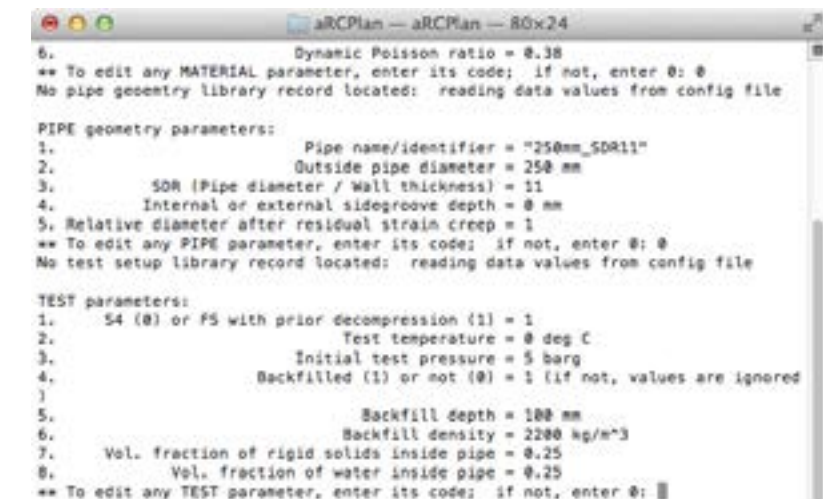 aRCPlan — aRCPlan — 80×24
6. Dynamic Poisson ratio = 0.38
** To edit any MATERIAL parameter, enter its code; if not, enter 0: 0
No pipe geoemtry library record located: reading data values from config file
PIPE geometry parameters:
1. Pipe name/identifier = "250mm_SDR11"
2. Outside pipe diameter = 250 mm
3. SDR (Pipe diameter / Wall thickness) = 11
4. Internal or external sidegroove depth = 0 mm
5. Relative diameter after residual strain creep = 1
** To edit any PIPE parameter, enter its code; if not, enter 0: 0
No test setup library record located: reading data values from config file
TEST parameters:
1. S4 (0) or FS with prior decompression (1) = 1
2. Test temperature = 0 deg C
3. Initial test pressure = 5 barg
4. Backfilled (1) or not (0) = 1 (if not, values are ignored
)
5. Backfill depth = 100 mm
6. Backfill density = 2200 kg/m^3
7. Vol. fraction of rigid solids inside pipe = 0.25
8. Vol. fraction of water inside pipe = 0.25
** To edit any TEST parameter, enter its code; if not, enter 0: